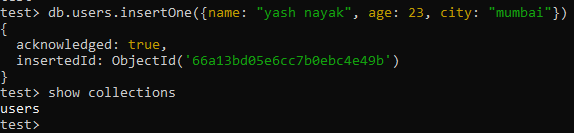 test> db.users.insertOne({name: "yash nayak", age: 23, city: "mumbai"})
{
  acknowledged: true,
  insertedId: ObjectId('66a13bd05e6cc7b0ebc4e49b')
}
test> show collections
users
test>